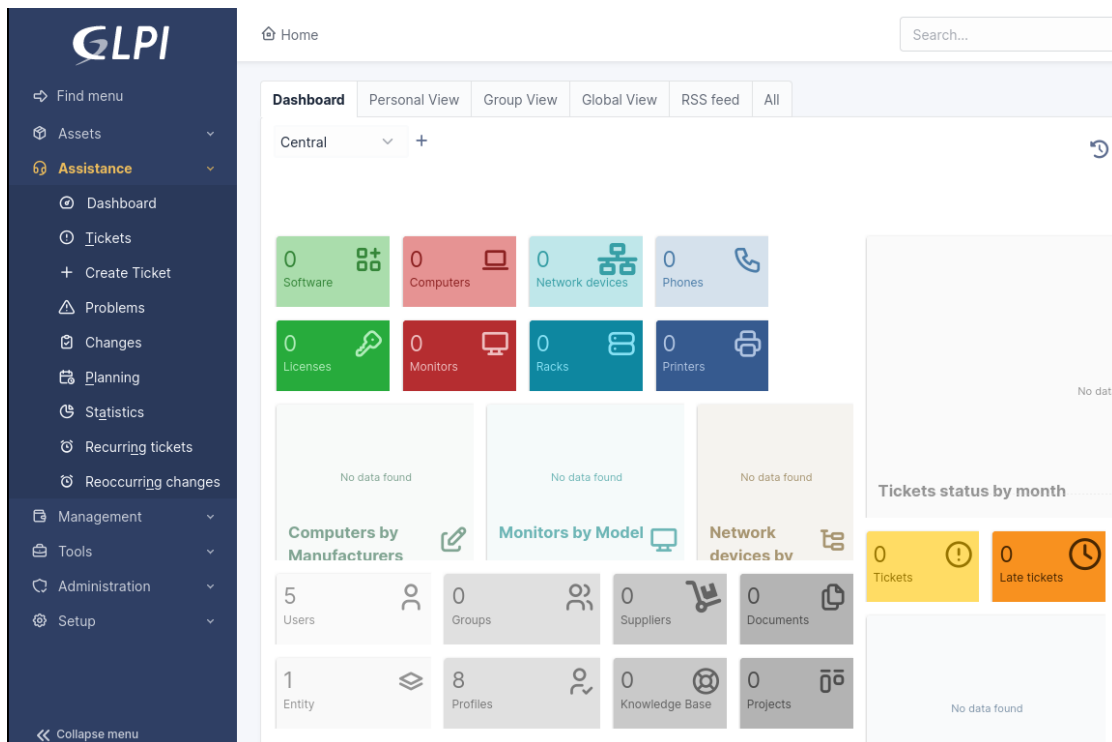 GLPI
Home
Search...
Find menu
Assets
Assistance
Dashboard
Tickets
Create Ticket
Problems
Changes
Planning
Statistics
Recurring tickets
Reoccurring changes
Management
Tools
Administration
Setup
Collapse menu
Dashboard Personal View Group View Global View RSS feed All
Central
0 0 0 0
Software Computers Network devices Phones
0 0 0 0
Licenses Monitors Racks Printers
No data found No data found No data found
Computers by
Manufacturers
Monitors by Model
Network
devices by
No dat
Tickets status by month
0 0
Tickets Late tickets
5 0 0 0
Users Groups Suppliers Documents
1 8 0 0
Entity Profiles Knowledge Base Projects
No data found